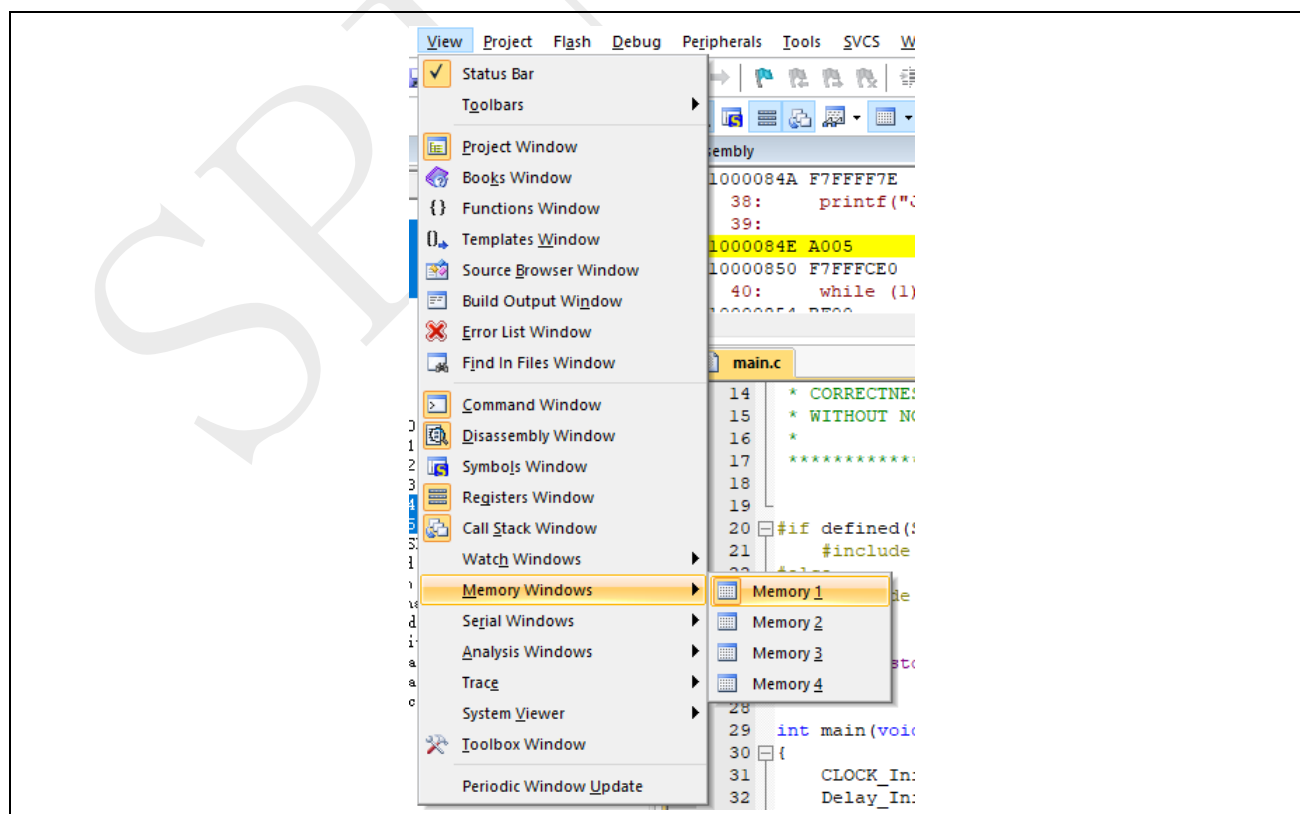 View Project Flash Debug Peripherals Tools SVCS W
Status Bar
Toolbars
Project Window
Books Window
Functions Window
Templates Window
Source Browser Window
Build Output Window
Error List Window
Find In Files Window
Command Window
Disassembly Window
Symbols Window
Registers Window
Call Stack Window
Watch Windows
Memory Windows
Serial Windows
Analysis Windows
Trace
System Viewer
Toolbox Window
Periodic Window Update
Memory 1
Memory 2
Memory 3
Memory 4
1000084A F7FFFF7E
38: printf("J
39:
1000084E A005
10000850 F7FFFCE0
40: while (1)
main.c
14 * CORRECTNES
15 * WITHOUT NO
16 *
17 ************
18
19
20 #if defined(S
21 #include
28
29 int main(void
30 {
31 CLOCK_In
32 Delay_In